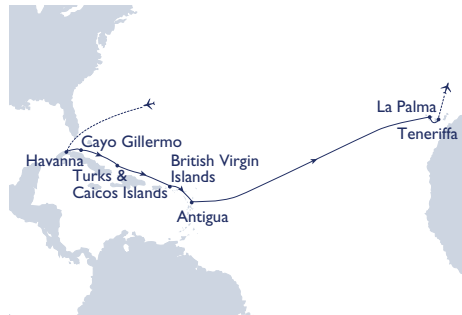 La Palma
Teneriffa
Cayo Gillermo
Havanna
British Virgin
Islands
Turks &
Caicos Islands
Antigua